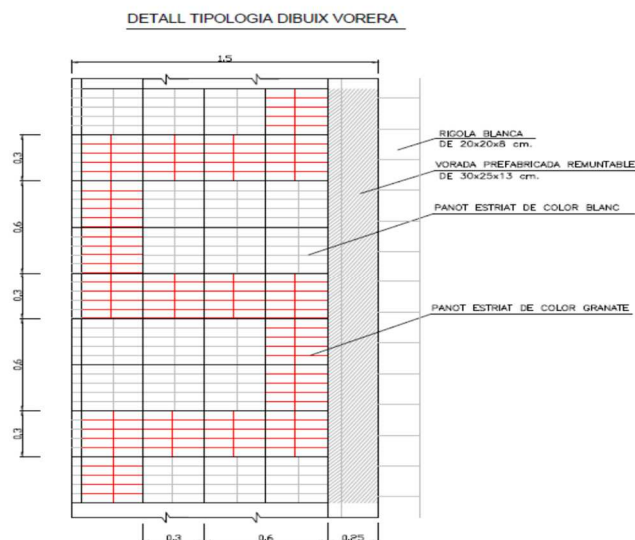 DETALL TIPOLOGIA DIBUIX VORERA
1.5
RIGOLA BLANCA
DE 20x20x8 cm.
VORADA PREFABRICADA REMUNTABLE
DE 30x25x13 cm.
PANOT ESTRIAT DE COLOR BLANC
PANOT ESTRIAT DE COLOR GRANATE
0.3
0.6
0.3
0.6
0.3
0.3
0.6
0.25